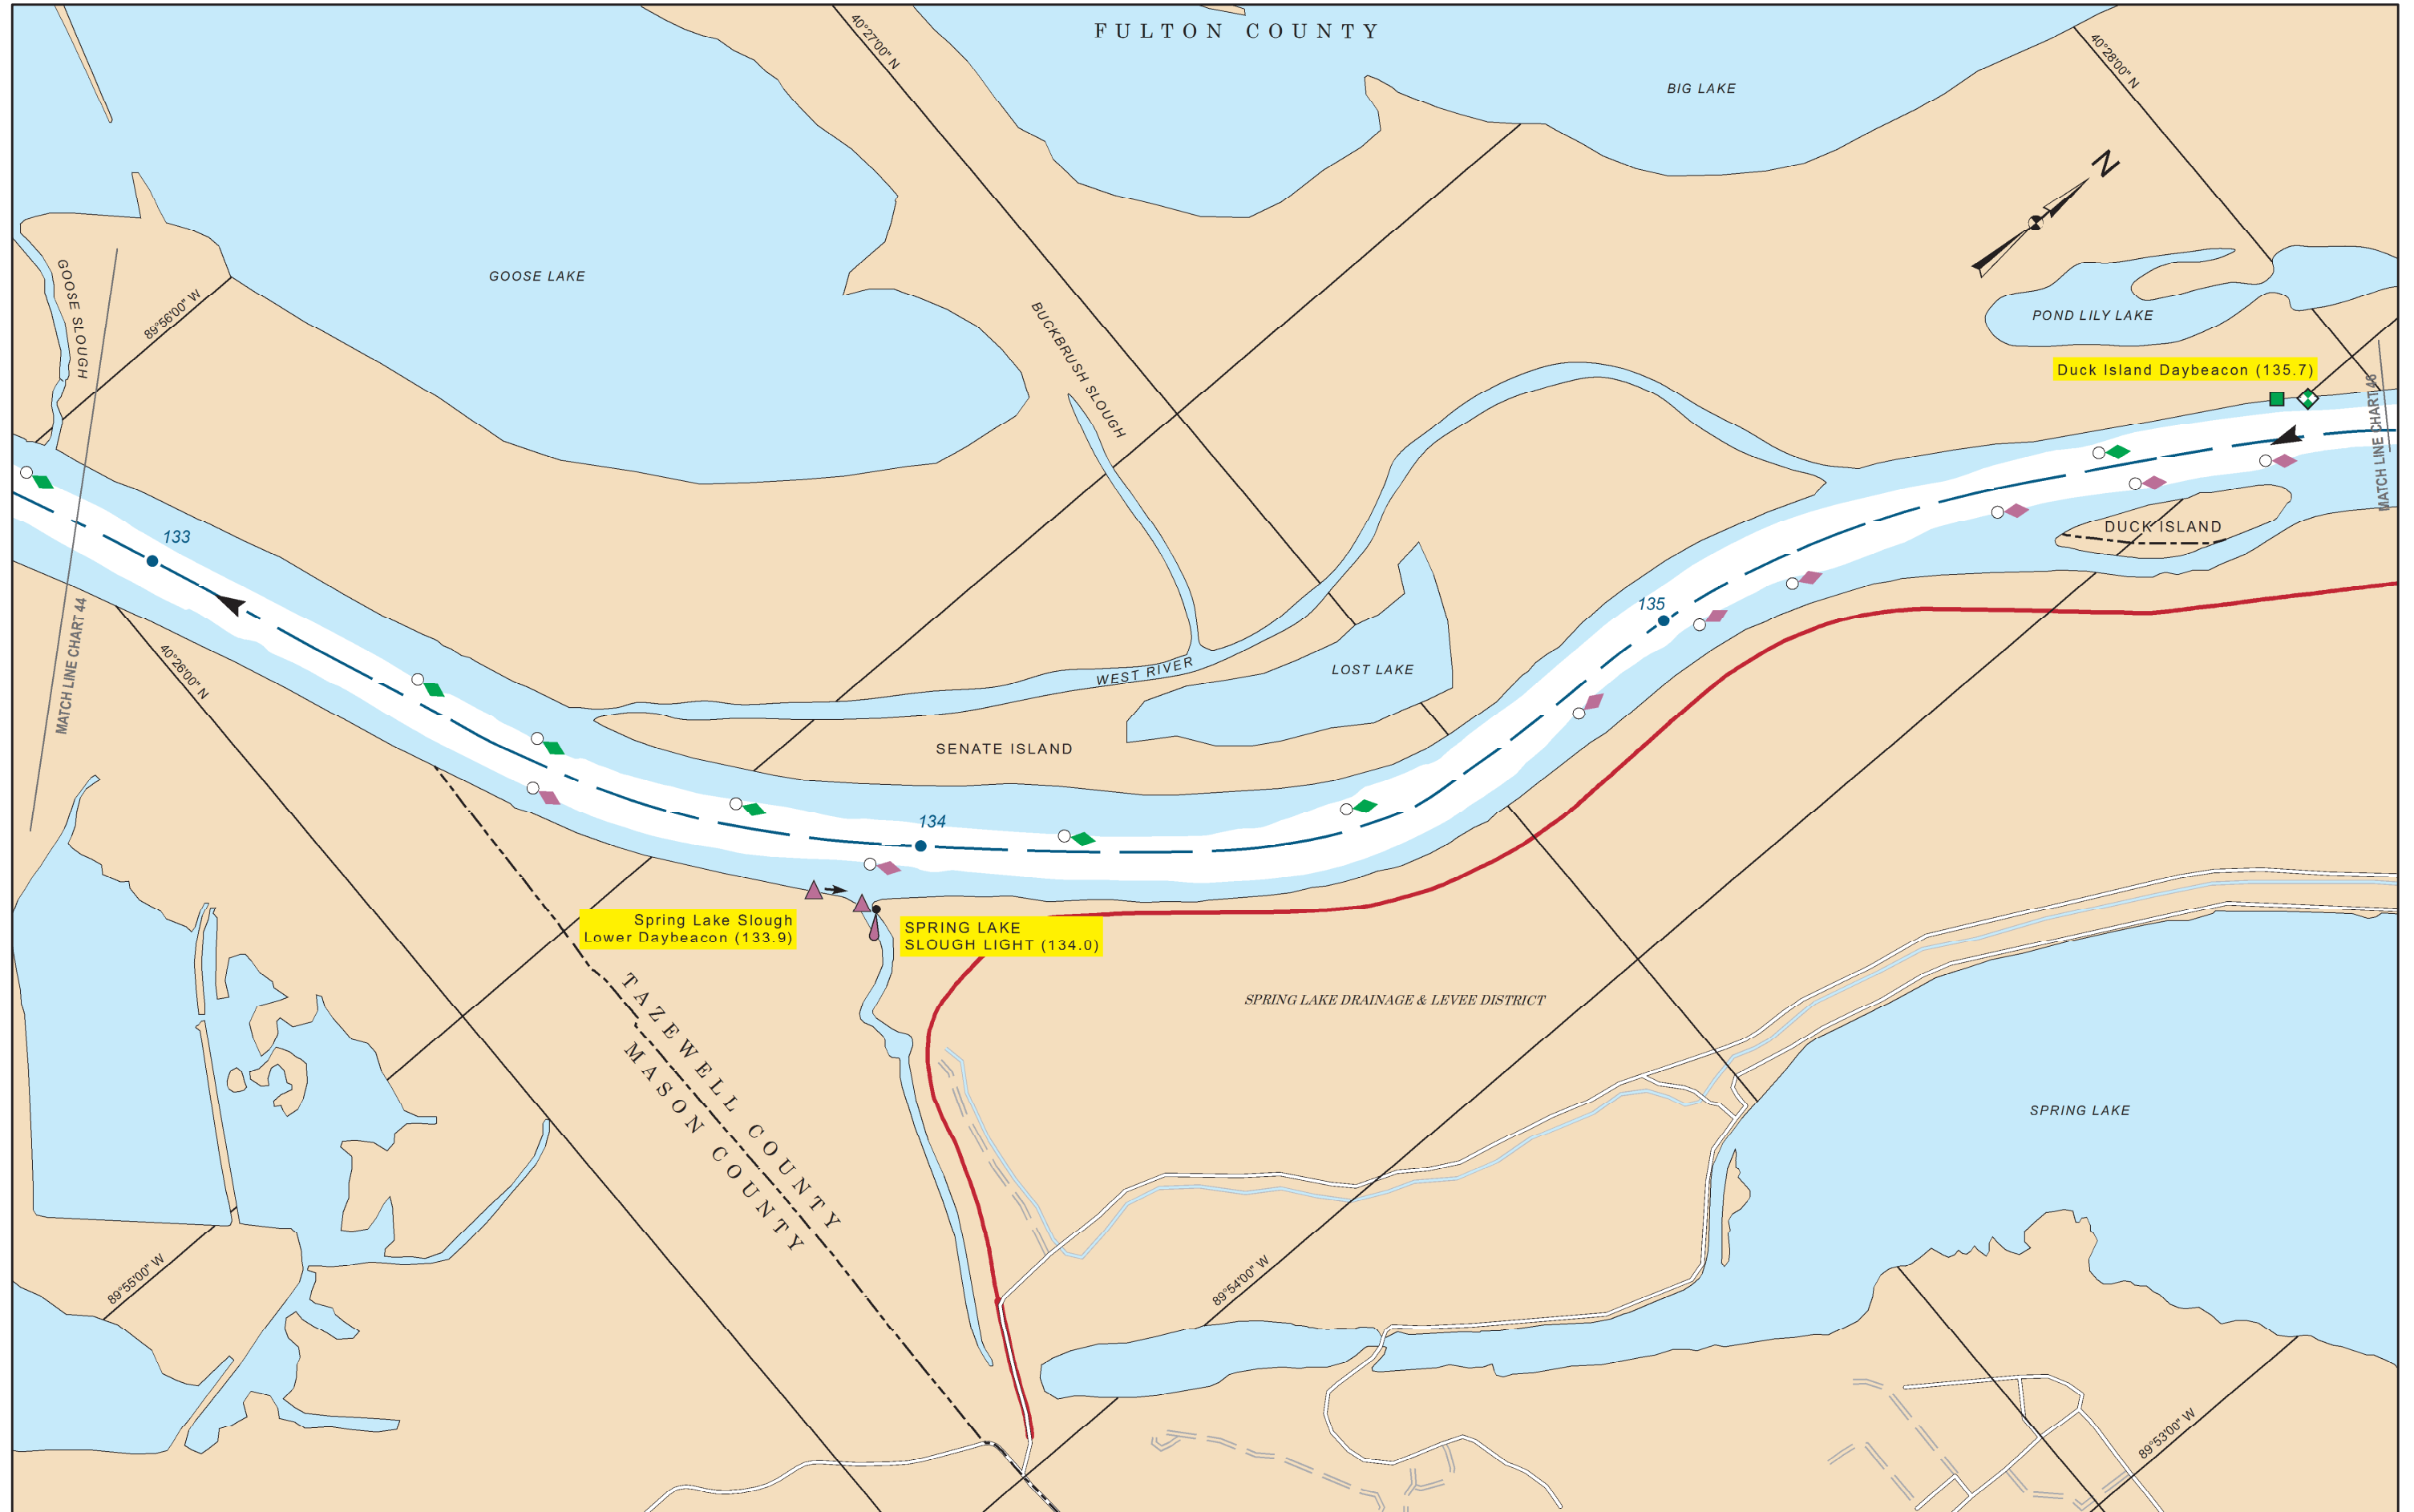 FULTON COUNTY
40°27'00" N
40°28'00" N
BIG LAKE
N
GOOSE LAKE
GOOSE SLOUGH
89°56'00" W
BUCKBRUSH SLOUGH
POND LILY LAKE
Duck Island Daybeacon (135.7)
MATCH LINE CHART 46
DUCK ISLAND
133
135
MATCH LINE CHART 44
40°26'00" N
WEST RIVER
LOST LAKE
SENATE ISLAND
134
Spring Lake Slough
Lower Daybeacon (133.9)
SPRING LAKE
SLOUGH LIGHT (134.0)
SPRING LAKE DRAINAGE & LEVEE DISTRICT
TAZEWELL COUNTY
MASON COUNTY
SPRING LAKE
89°55'00" W
89°54'00" W
89°53'00" W